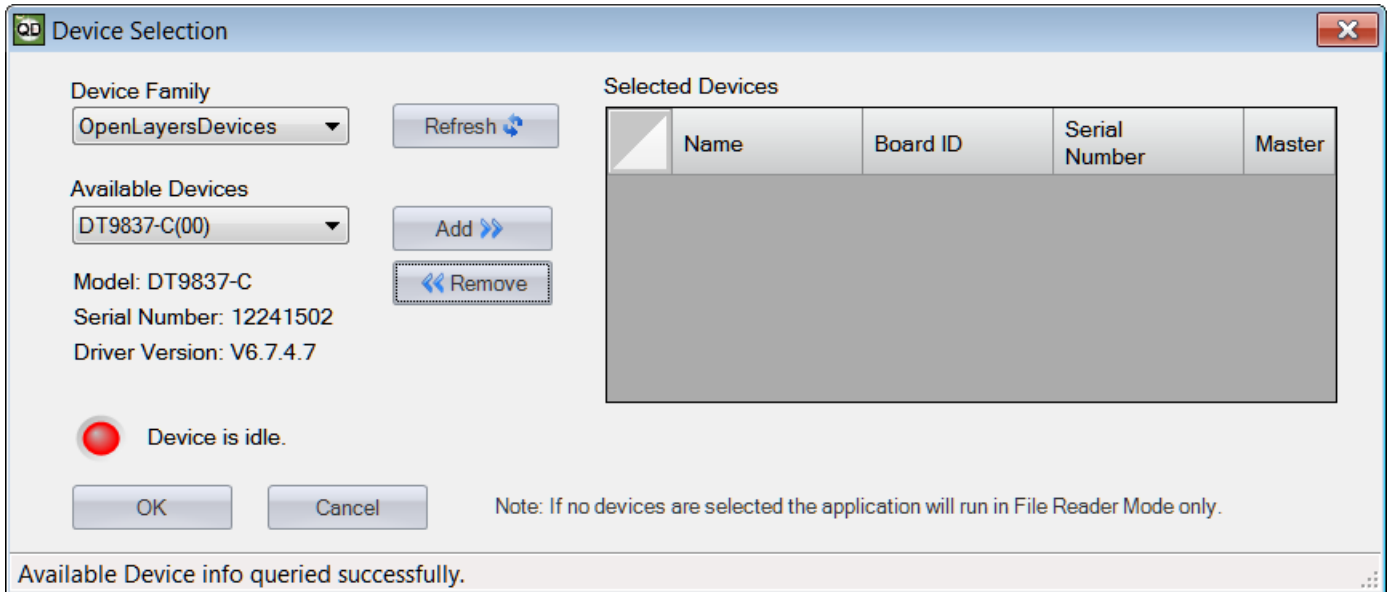 QD Device Selection
Device Family
OpenLayersDevices
Refresh
Available Devices
DT9837-C(00)
Add
Remove
Model: DT9837-C
Serial Number: 12241502
Driver Version: V6.7.4.7
Device is idle.
OK
Cancel
Selected Devices
Name
Board ID
Serial
Number
Master
Note: If no devices are selected the application will run in File Reader Mode only.
Available Device info queried successfully.